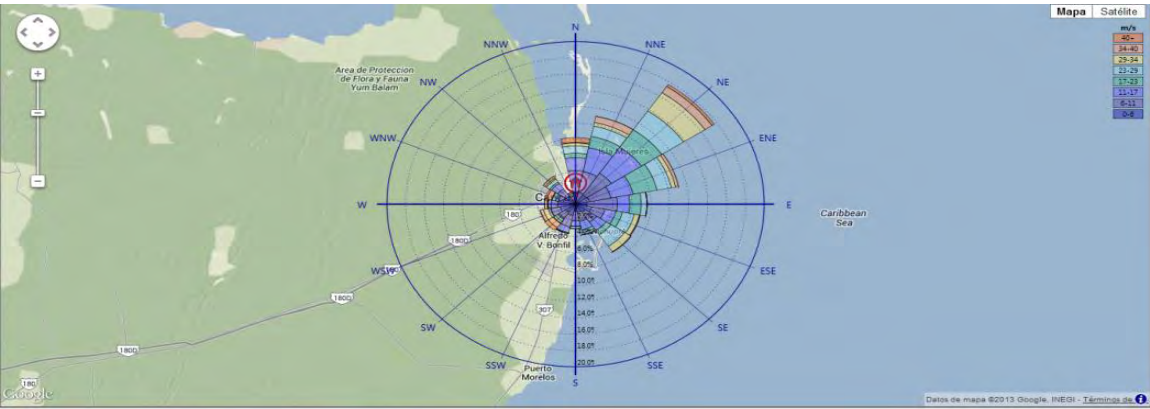 Mapa Satélite
m/s
40+
34-40
29-34
23-29
17-23
11-17
6-11
0-6
N
NNW
NNE
NW
NE
WNW
ENE
W
E
WSW
ESE
SW
SE
SSW
SSE
S
Area de Proteccion
de Flora y Fauna
Yum Balam
Isla Mujeres
Alfredo
V. Bonfil
Caribbean
Sea
180
180D
180D
180D
307
180
6.0%
8.0%
10.0%
12.0%
14.0%
16.0%
18.0%
20.0%
Puerto
Morelos
Google
Datos de mapa ©2013 Google, INEGI - Términos de